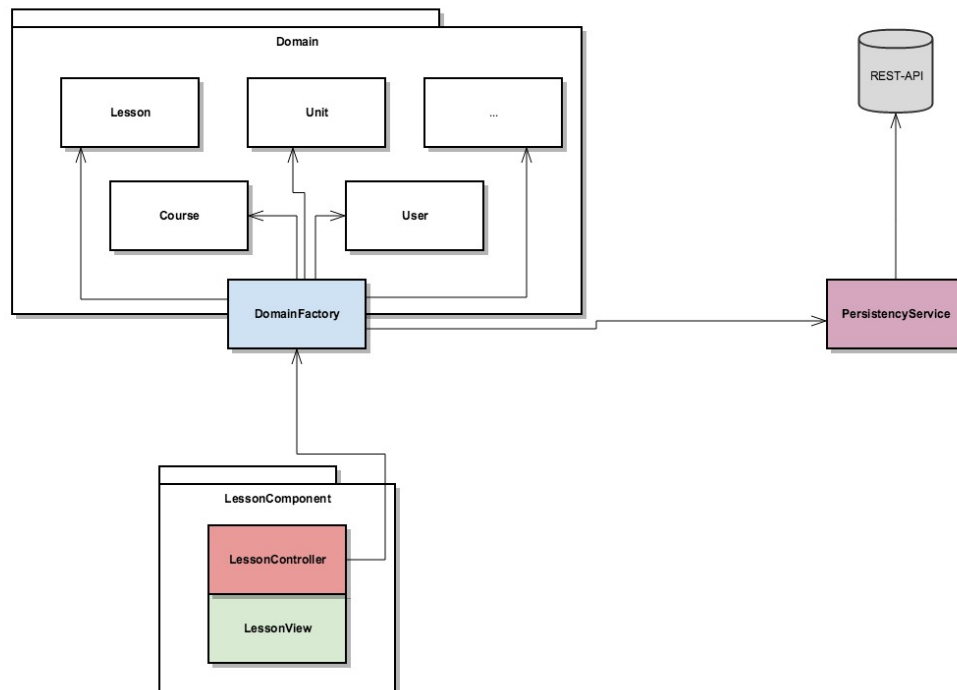 Domain
REST-API
Lesson
Unit
...
Course
User
DomainFactory
PersistencyService
LessonComponent
LessonController
LessonView